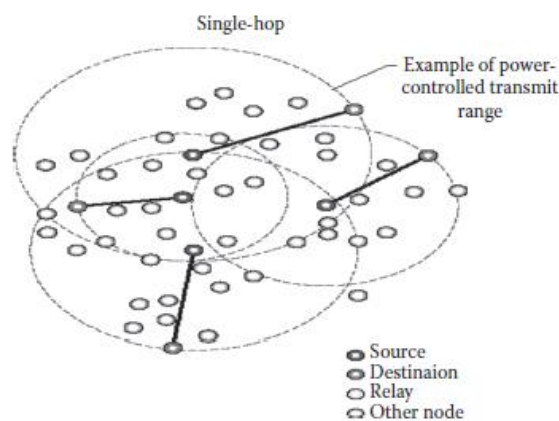 Single-hop
Example of power-
controlled transmit
range
Source
Destinaion
Relay
Other node